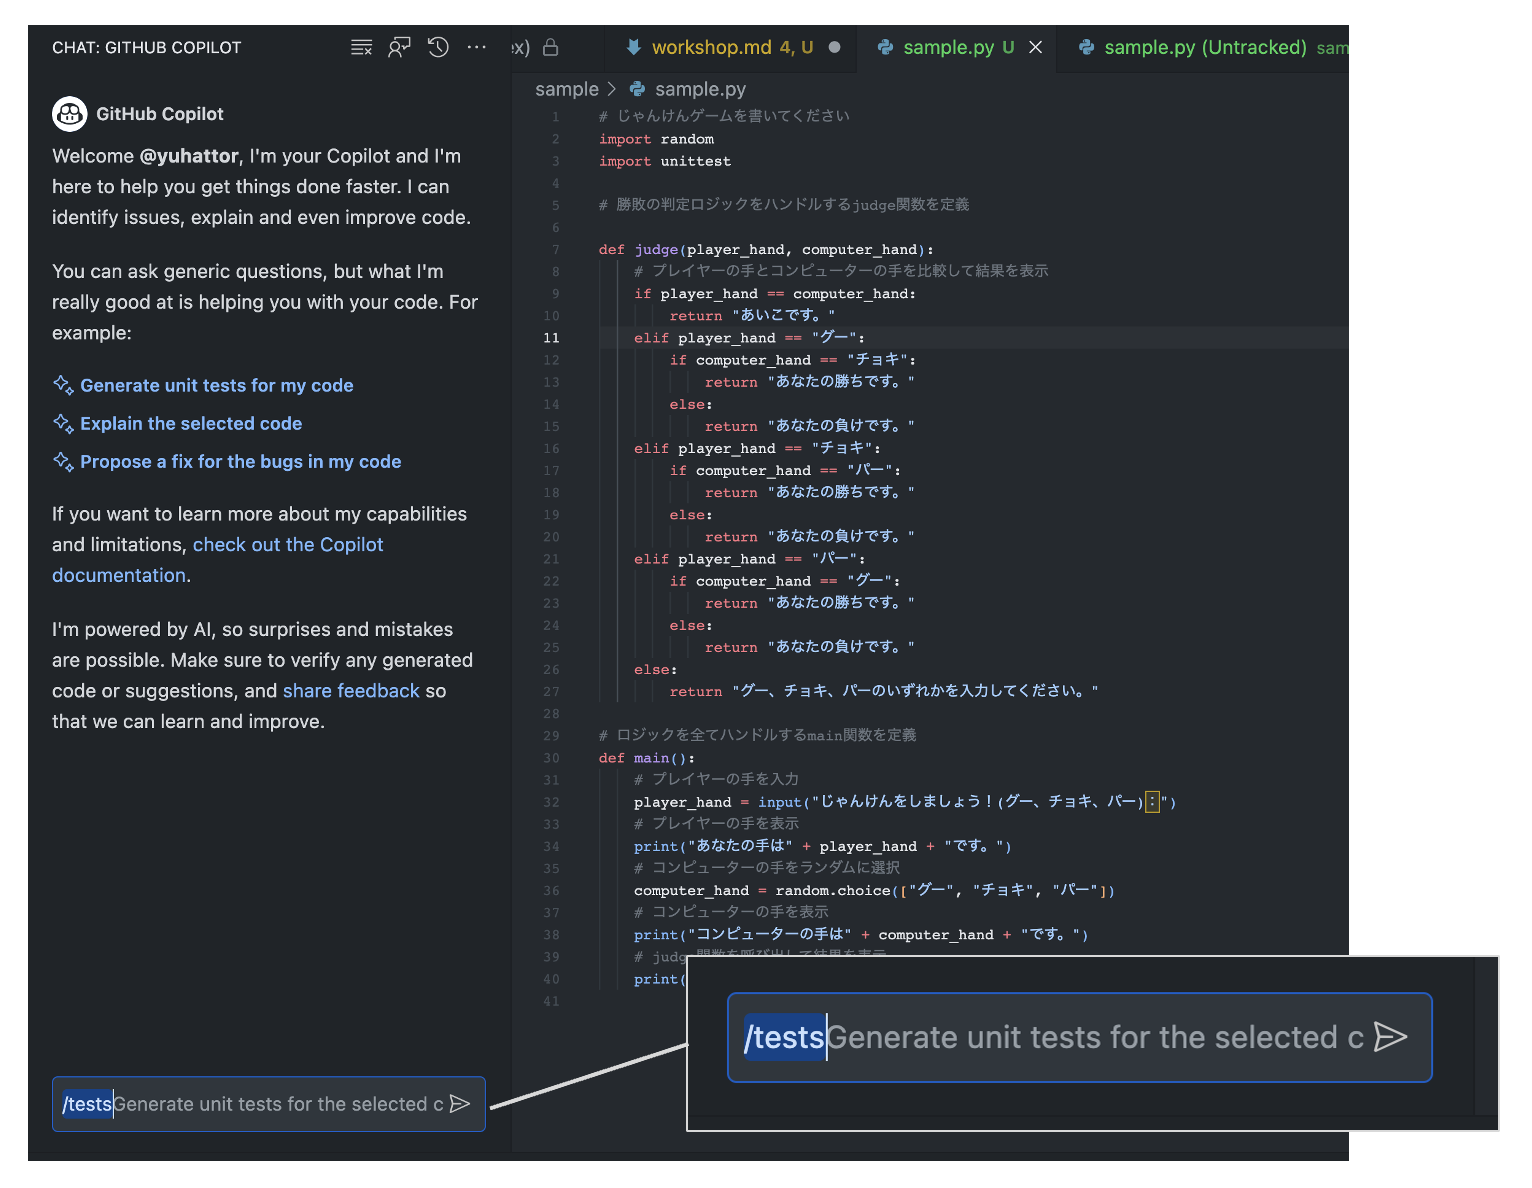 CHAT: GITHUB COPILOT
GitHub Copilot
Welcome @yuhattor, I'm your Copilot and I'm
here to help you get things done faster. I can
identify issues, explain and even improve code.
You can ask generic questions, but what I'm
really good at is helping you with your code. For
example:
Generate unit tests for my code
Explain the selected code
Propose a fix for the bugs in my code
If you want to learn more about my capabilities
and limitations, check out the Copilot
documentation.
I'm powered by AI, so surprises and mistakes
are possible. Make sure to verify any generated
code or suggestions, and share feedback so
that we can learn and improve.
/tests Generate unit tests for the selected c
ex) workshop.md 4, U sample.py U sample.py (Untracked) sam
sample > sample.py
1 # じゃんけんゲームを書いてください
2 import random
3 import unittest
4
5 # 勝敗の判定ロジックをハンドルするjudge関数を定義
6
7 def judge(player_hand, computer_hand):
8 # プレイヤーの手とコンピューターの手を比較して結果を表示
9 if player_hand == computer_hand:
10 return "あいこです。"
11 elif player_hand == "グー":
12 if computer_hand == "チョキ":
13 return "あなたの勝ちです。"
14 else:
15 return "あなたの負けです。"
16 elif player_hand == "チョキ":
17 if computer_hand == "パー":
18 return "あなたの勝ちです。"
19 else:
20 return "あなたの負けです。"
21 elif player_hand == "パー":
22 if computer_hand == "グー":
23 return "あなたの勝ちです。"
24 else:
25 return "あなたの負けです。"
26 else:
27 return "グー、チョキ、パーのいずれかを入力してください。"
28
29 # ロジックを全てハンドルするmain関数を定義
30 def main():
31 # プレイヤーの手を入力
32 player_hand = input("じゃんけんをしましょう！(グー、チョキ、パー)：")
33 # プレイヤーの手を表示
34 print("あなたの手は" + player_hand + "です。")
35 # コンピューターの手をランダムに選択
36 computer_hand = random.choice(["グー", "チョキ", "パー"])
37 # コンピューターの手を表示
38 print("コンピューターの手は" + computer_hand + "です。")
39 # judge関数を呼び出して結果を表示
40 print(
41
/tests Generate unit tests for the selected c